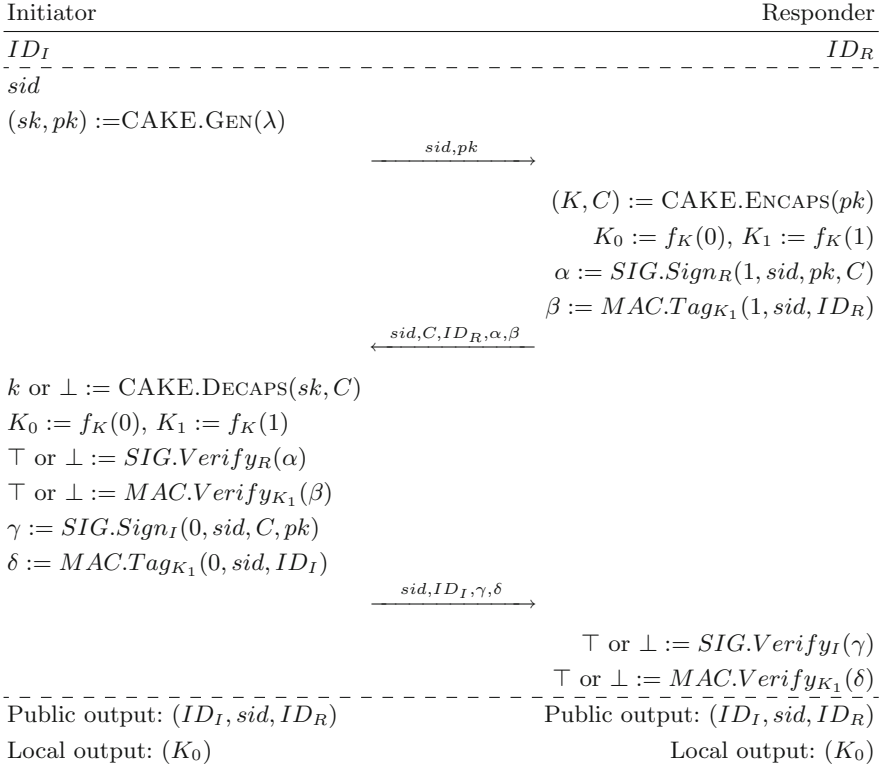 Initiator Responder
ID_I ID_R
sid
(sk, pk) :=CAKE.GEN(λ)
sid,pk
(K, C) := CAKE.ENCAPS(pk)
K_0 := f_K(0), K_1 := f_K(1)
α := SIG.Sign_R(1, sid, pk, C)
β := MAC.Tag_{K_1}(1, sid, ID_R)
sid,C,ID_R,α,β
k or ⊥ := CAKE.DECAPS(sk, C)
K_0 := f_K(0), K_1 := f_K(1)
⊤ or ⊥ := SIG.Verify_R(α)
⊤ or ⊥ := MAC.Verify_{K_1}(β)
γ := SIG.Sign_I(0, sid, C, pk)
δ := MAC.Tag_{K_1}(0, sid, ID_I)
sid,ID_I,γ,δ
⊤ or ⊥ := SIG.Verify_I(γ)
⊤ or ⊥ := MAC.Verify_{K_1}(δ)
Public output: (ID_I, sid, ID_R) Public output: (ID_I, sid, ID_R)
Local output: (K_0) Local output: (K_0)